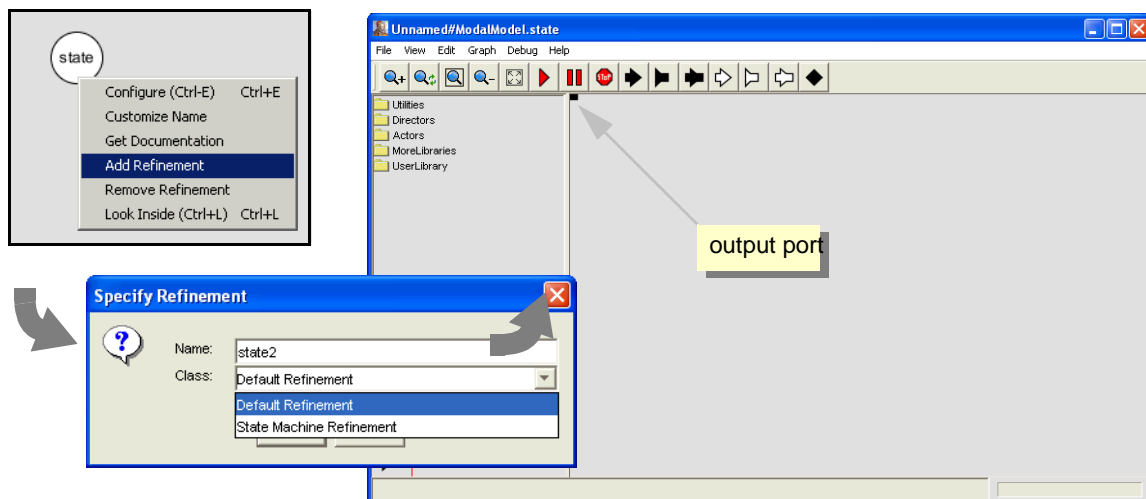 state
Configure (Ctrl-E) Ctrl+E
Customize Name
Get Documentation
Add Refinement
Remove Refinement
Look Inside (Ctrl+L) Ctrl+L
Unnamed#ModalModel.state
File View Edit Graph Debug Help
STOP
Utilities
Directors
Actors
MoreLibraries
UserLibrary
output port
Specify Refinement
?
Name: state2
Class: Default Refinement
Default Refinement
State Machine Refinement